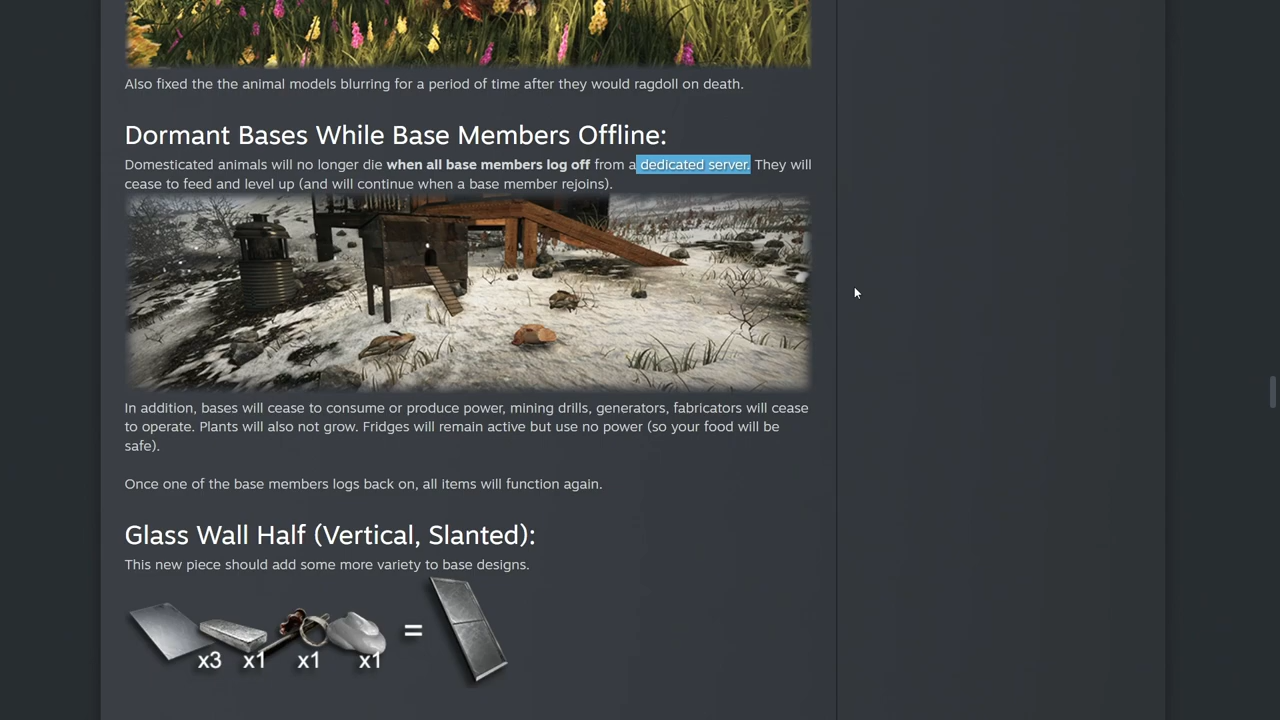 Also fixed the the animal models blurring for a period of time after they would ragdoll on death.
Dormant Bases While Base Members Offline:
Domesticated animals will no longer die when all base members log off from a dedicated server. They will
cease to feed and level up (and will continue when a base member rejoins).
In addition, bases will cease to consume or produce power, mining drills, generators, fabricators will cease
to operate. Plants will also not grow. Fridges will remain active but use no power (so your food will be
safe).
Once one of the base members logs back on, all items will function again.
Glass Wall Half (Vertical, Slanted):
This new piece should add some more variety to base designs.
x3 x1 x1 x1 =